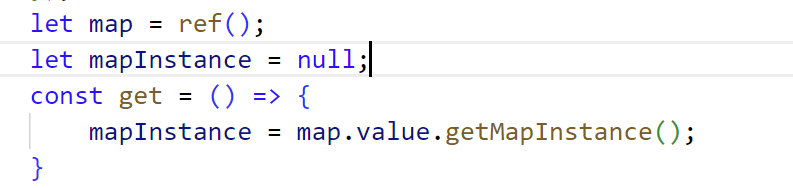 let map = ref();
let mapInstance = null;
const get = () => {
    mapInstance = map.value.getMapInstance();
}